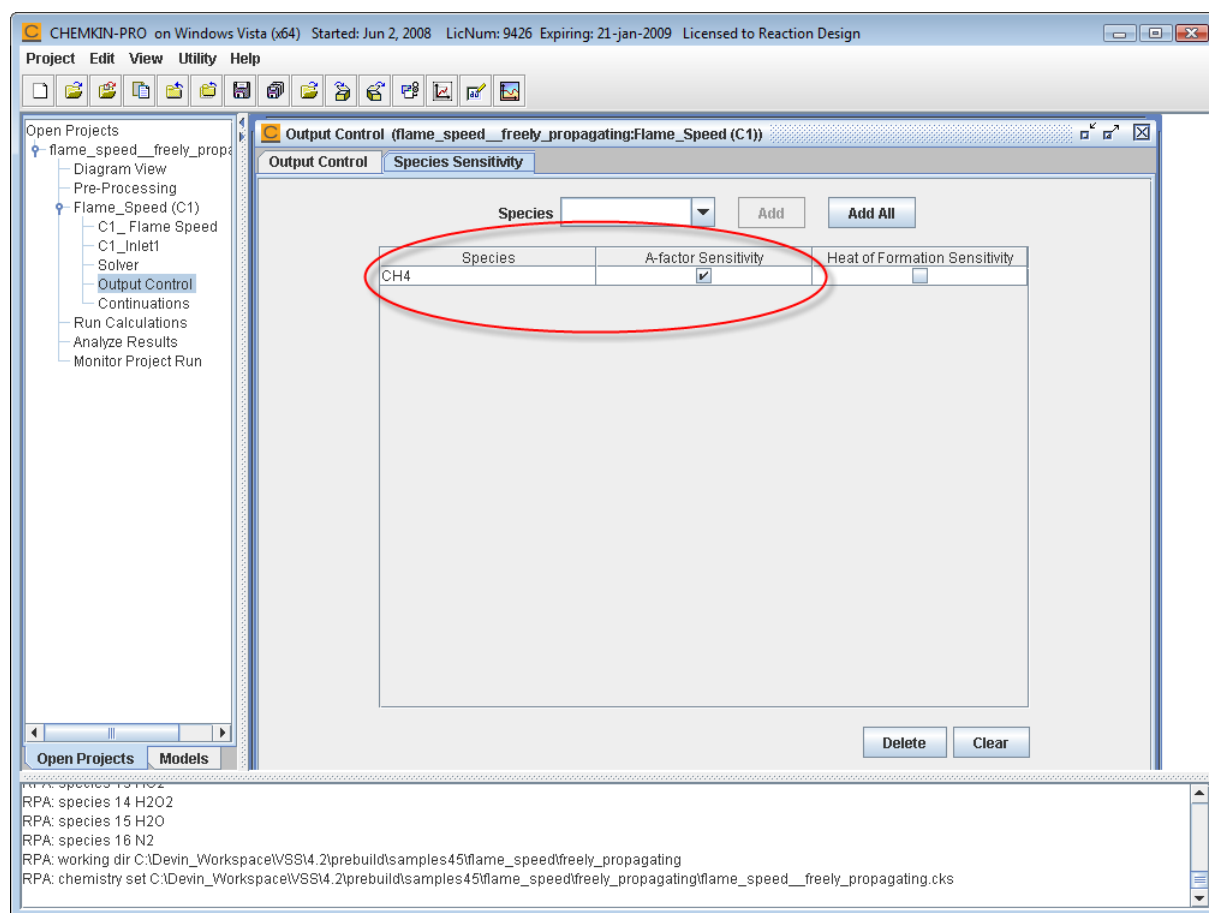 CHEMKIN-PRO on Windows Vista (x64) Started: Jun 2, 2008 LicNum: 9426 Expiring: 21-jan-2009 Licensed to Reaction Design
Project Edit View Utility Help
Open Projects
flame_speed__freely_propa
Diagram View
Pre-Processing
Flame_Speed (C1)
C1_ Flame Speed
C1_Inlet1
Solver
Output Control
Continuations
Run Calculations
Analyze Results
Monitor Project Run
Open Projects Models
Output Control (flame_speed__freely_propagating:Flame_Speed (C1))
Output Control Species Sensitivity
Species Add Add All
Species A-factor Sensitivity Heat of Formation Sensitivity
CH4
Delete Clear
RPA: species 15 HO2
RPA: species 14 H2O2
RPA: species 15 H2O
RPA: species 16 N2
RPA: working dir C:\Devin_Workspace\VSS\4.2\prebuild\samples45\flame_speed\freely_propagating
RPA: chemistry set C:\Devin_Workspace\VSS\4.2\prebuild\samples45\flame_speed\freely_propagating\flame_speed__freely_propagating.cks